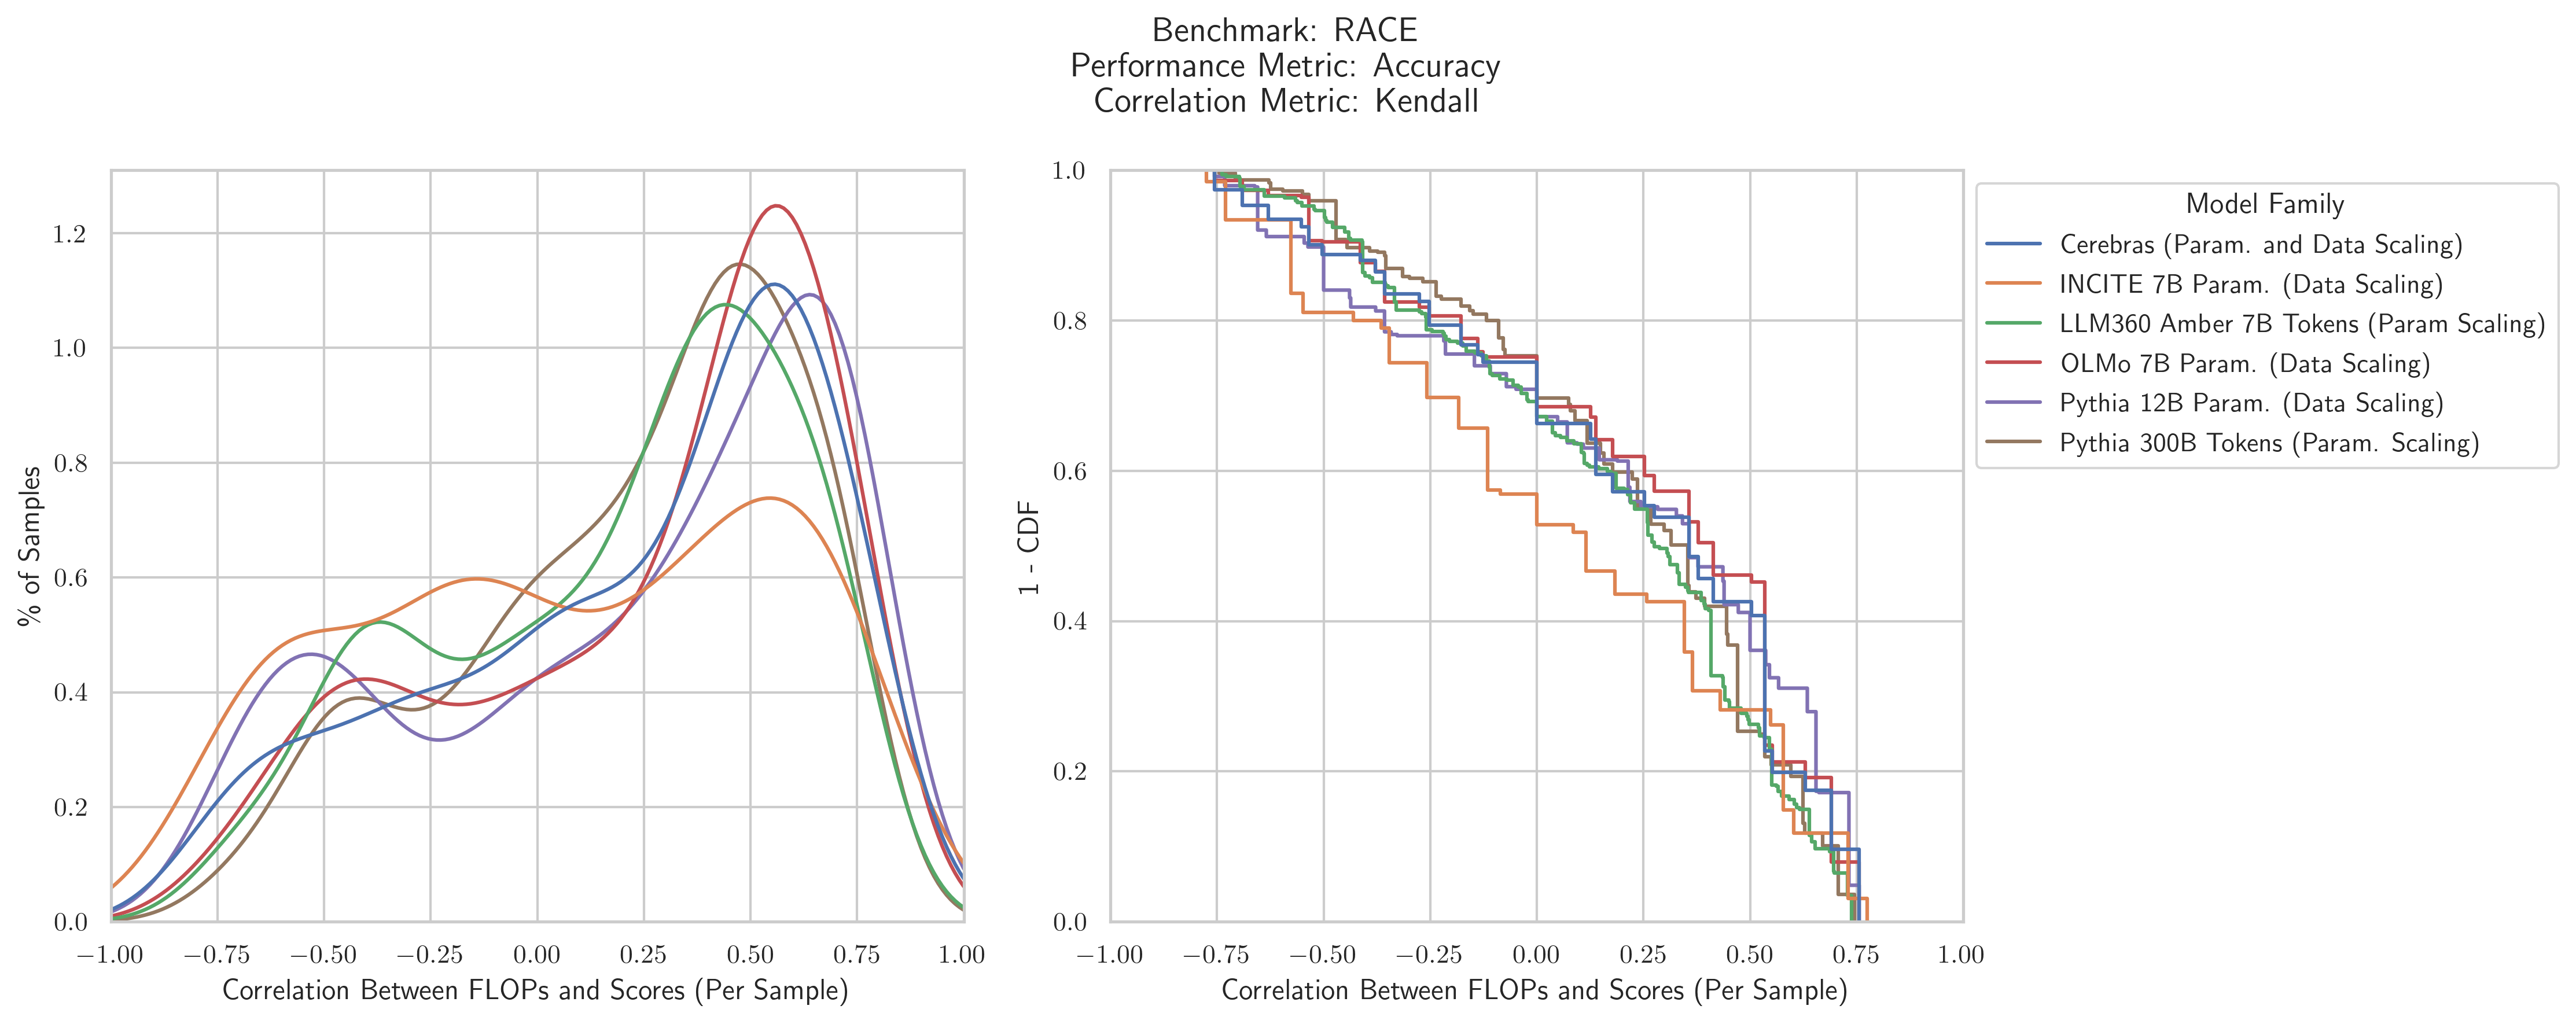 Benchmark: RACE
Performance Metric: Accuracy
Correlation Metric: Kendall
% of Samples
1.2
1.0
0.8
0.6
0.4
0.2
0.0
−1.00 −0.75 −0.50 −0.25 0.00 0.25 0.50 0.75 1.00
Correlation Between FLOPs and Scores (Per Sample)
1 - CDF
1.0
0.8
0.6
0.4
0.2
0.0
−1.00 −0.75 −0.50 −0.25 0.00 0.25 0.50 0.75 1.00
Correlation Between FLOPs and Scores (Per Sample)
Model Family
Cerebras (Param. and Data Scaling)
INCITE 7B Param. (Data Scaling)
LLM360 Amber 7B Tokens (Param Scaling)
OLMo 7B Param. (Data Scaling)
Pythia 12B Param. (Data Scaling)
Pythia 300B Tokens (Param. Scaling)